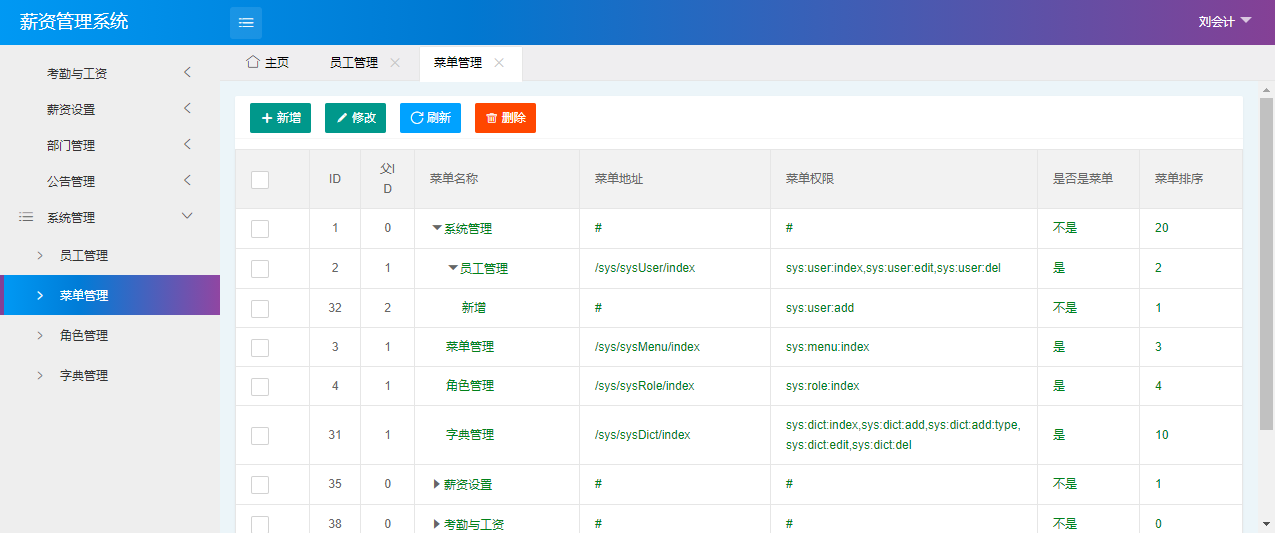 薪资管理系统
刘会计
考勤与工资
薪资设置
部门管理
公告管理
系统管理
员工管理
菜单管理
角色管理
字典管理
主页 员工管理 菜单管理
新增 修改 刷新 删除
ID 父ID 菜单名称 菜单地址 菜单权限 是否是菜单 菜单排序
1 0 系统管理 # # 不是 20
2 1 员工管理 /sys/sysUser/index sys:user:index,sys:user:edit,sys:user:del 是 2
32 2 新增 # sys:user:add 不是 1
3 1 菜单管理 /sys/sysMenu/index sys:menu:index 是 3
4 1 角色管理 /sys/sysRole/index sys:role:index 是 4
31 1 字典管理 /sys/sysDict/index sys:dict:index,sys:dict:add,sys:dict:add:type,
sys:dict:edit,sys:dict:del 是 10
35 0 薪资设置 # # 不是 1
38 0 考勤与工资 # # 不是 0